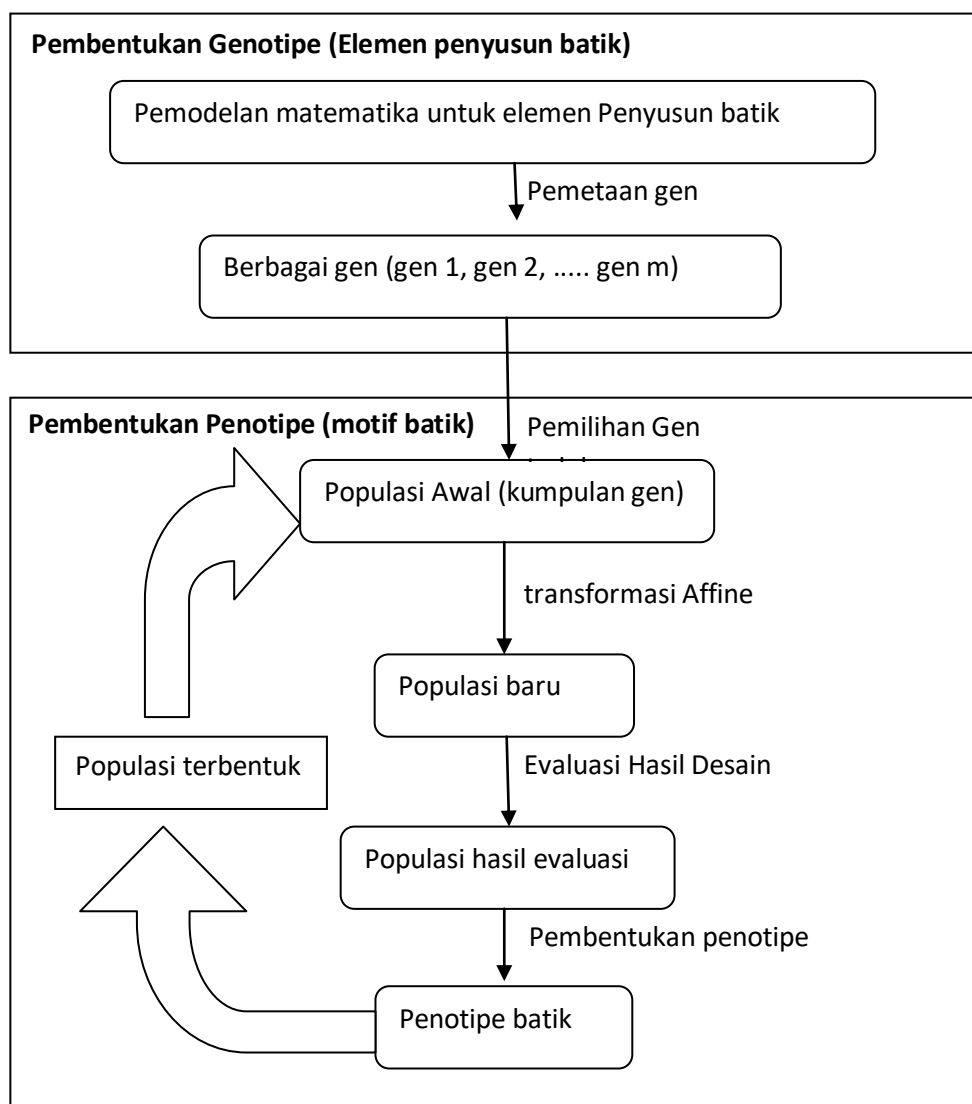 Pembentukan Genotipe (Elemen penyusun batik)
Pemodelan matematika untuk elemen Penyusun batik
Pemetaan gen
Berbagai gen (gen 1, gen 2, ..... gen m)
Pembentukan Penotipe (motif batik)
Pemilihan Gen
Populasi Awal (kumpulan gen)
transformasi Affine
Populasi baru
Populasi terbentuk
Evaluasi Hasil Desain
Populasi hasil evaluasi
Pembentukan penotipe
Penotipe batik